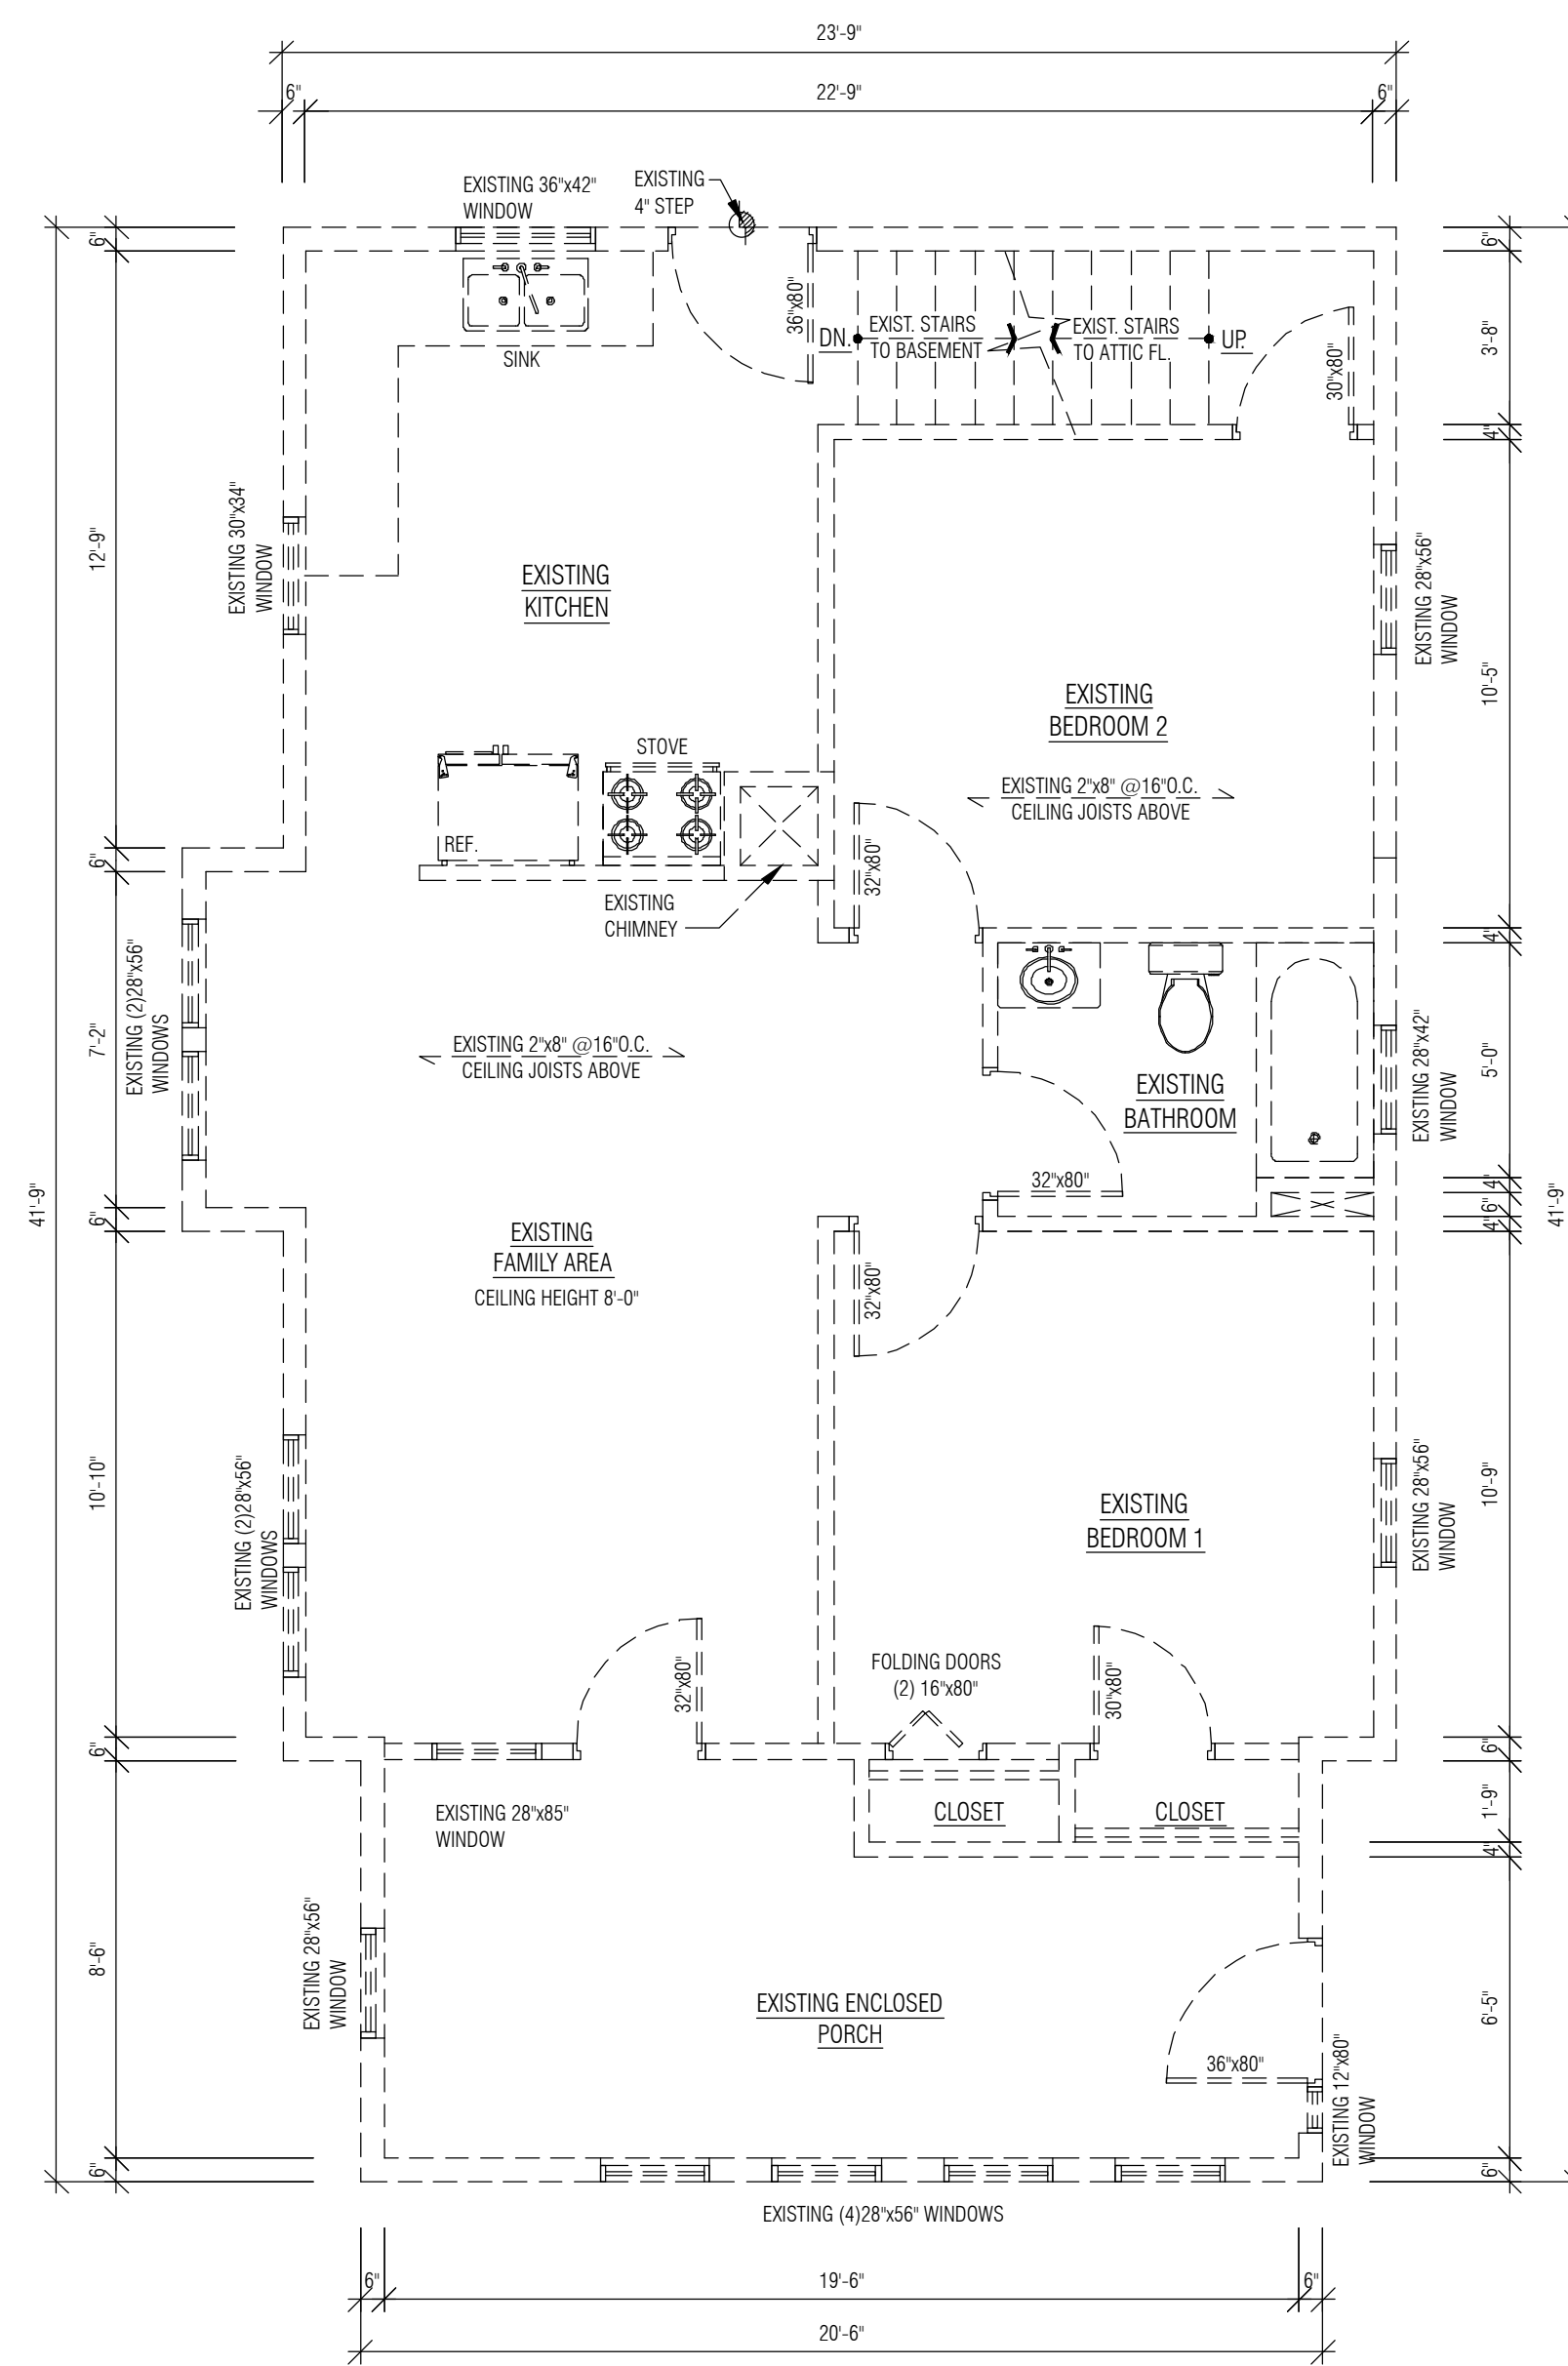 23'-9"
6"
22'-9"
6"
EXISTING 36"x42"
WINDOW
EXISTING
4" STEP
6"
6"
36"x80"
SINK
DN.
EXIST. STAIRS
TO BASEMENT
EXIST. STAIRS
TO ATTIC FL.
UP.
30"x80"
3'-8"
4"
12'-9"
EXISTING 30"x34"
WINDOW
EXISTING
KITCHEN
EXISTING 28"x56"
WINDOW
10'-5"
EXISTING
BEDROOM 2
STOVE
EXISTING 2"x8" @16"O.C.
CEILING JOISTS ABOVE
REF.
6"
32"x80"
EXISTING
CHIMNEY
4"
EXISTING (2)28"x56"
WINDOWS
7'-2"
EXISTING 2"x8" @16"O.C.
CEILING JOISTS ABOVE
EXISTING
BATHROOM
EXISTING 28"x42"
WINDOW
5'-0"
32"x80"
4"
6"
4"
41'-9"
41'-9"
6"
EXISTING
FAMILY AREA
CEILING HEIGHT 8'-0"
32"x80"
10'-10"
EXISTING (2)28"x56"
WINDOWS
EXISTING
BEDROOM 1
EXISTING 28"x56"
WINDOW
10'-9"
32"x80"
FOLDING DOORS
(2) 16"x80"
30"x80"
6"
6"
EXISTING 28"x85"
WINDOW
CLOSET
CLOSET
1'-9"
4"
8'-6"
EXISTING 28"x56"
WINDOW
EXISTING ENCLOSED
PORCH
36"x80"
EXISTING 12"x80"
WINDOW
6'-5"
6"
6"
EXISTING (4)28"x56" WINDOWS
6"
19'-6"
6"
20'-6"